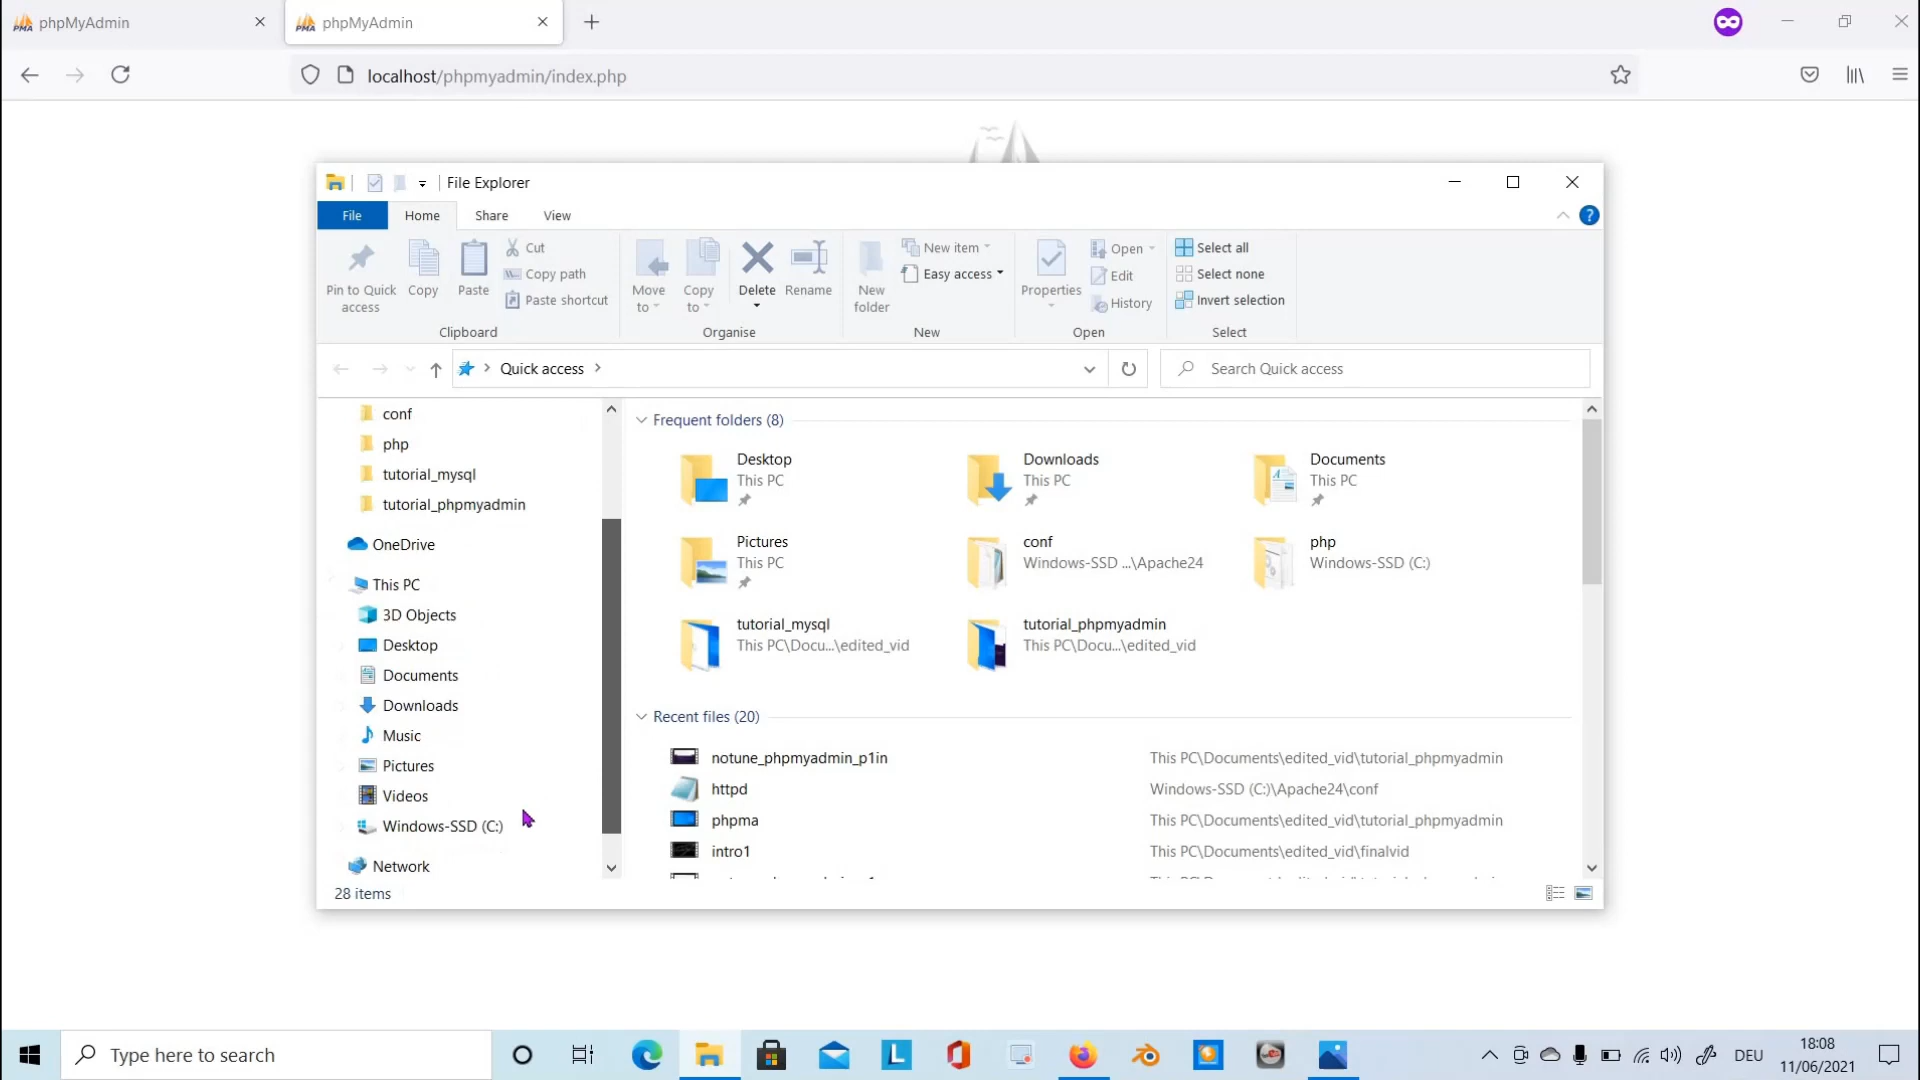 phpMyAdmin
phpMyAdmin
localhost/phpmyadmin/index.php
File Explorer
File Home Share View
Pin to Quick access
Copy
Paste
Cut
Copy path
Paste shortcut
Clipboard
Move to
Copy to
Delete
Rename
Organise
New folder
New item
Easy access
New
Properties
Open
Edit
History
Open
Select all
Select none
Invert selection
Select
Quick access
Search Quick access
conf
php
tutorial_mysql
tutorial_phpmyadmin
OneDrive
This PC
3D Objects
Desktop
Documents
Downloads
Music
Pictures
Videos
Windows-SSD (C:)
Network
Frequent folders (8)
Desktop
This PC
Downloads
This PC
Documents
This PC
Pictures
This PC
conf
Windows-SSD ...\Apache24
php
Windows-SSD (C:)
tutorial_mysql
This PC\Docu...\edited_vid
tutorial_phpmyadmin
This PC\Docu...\edited_vid
Recent files (20)
notune_phpmyadmin_p1in This PC\Documents\edited_vid\tutorial_phpmyadmin
httpd Windows-SSD (C:)\Apache24\conf
phpma This PC\Documents\edited_vid\tutorial_phpmyadmin
intro1 This PC\Documents\edited_vid\finalvid
28 items
Type here to search
DEU
18:08
11/06/2021